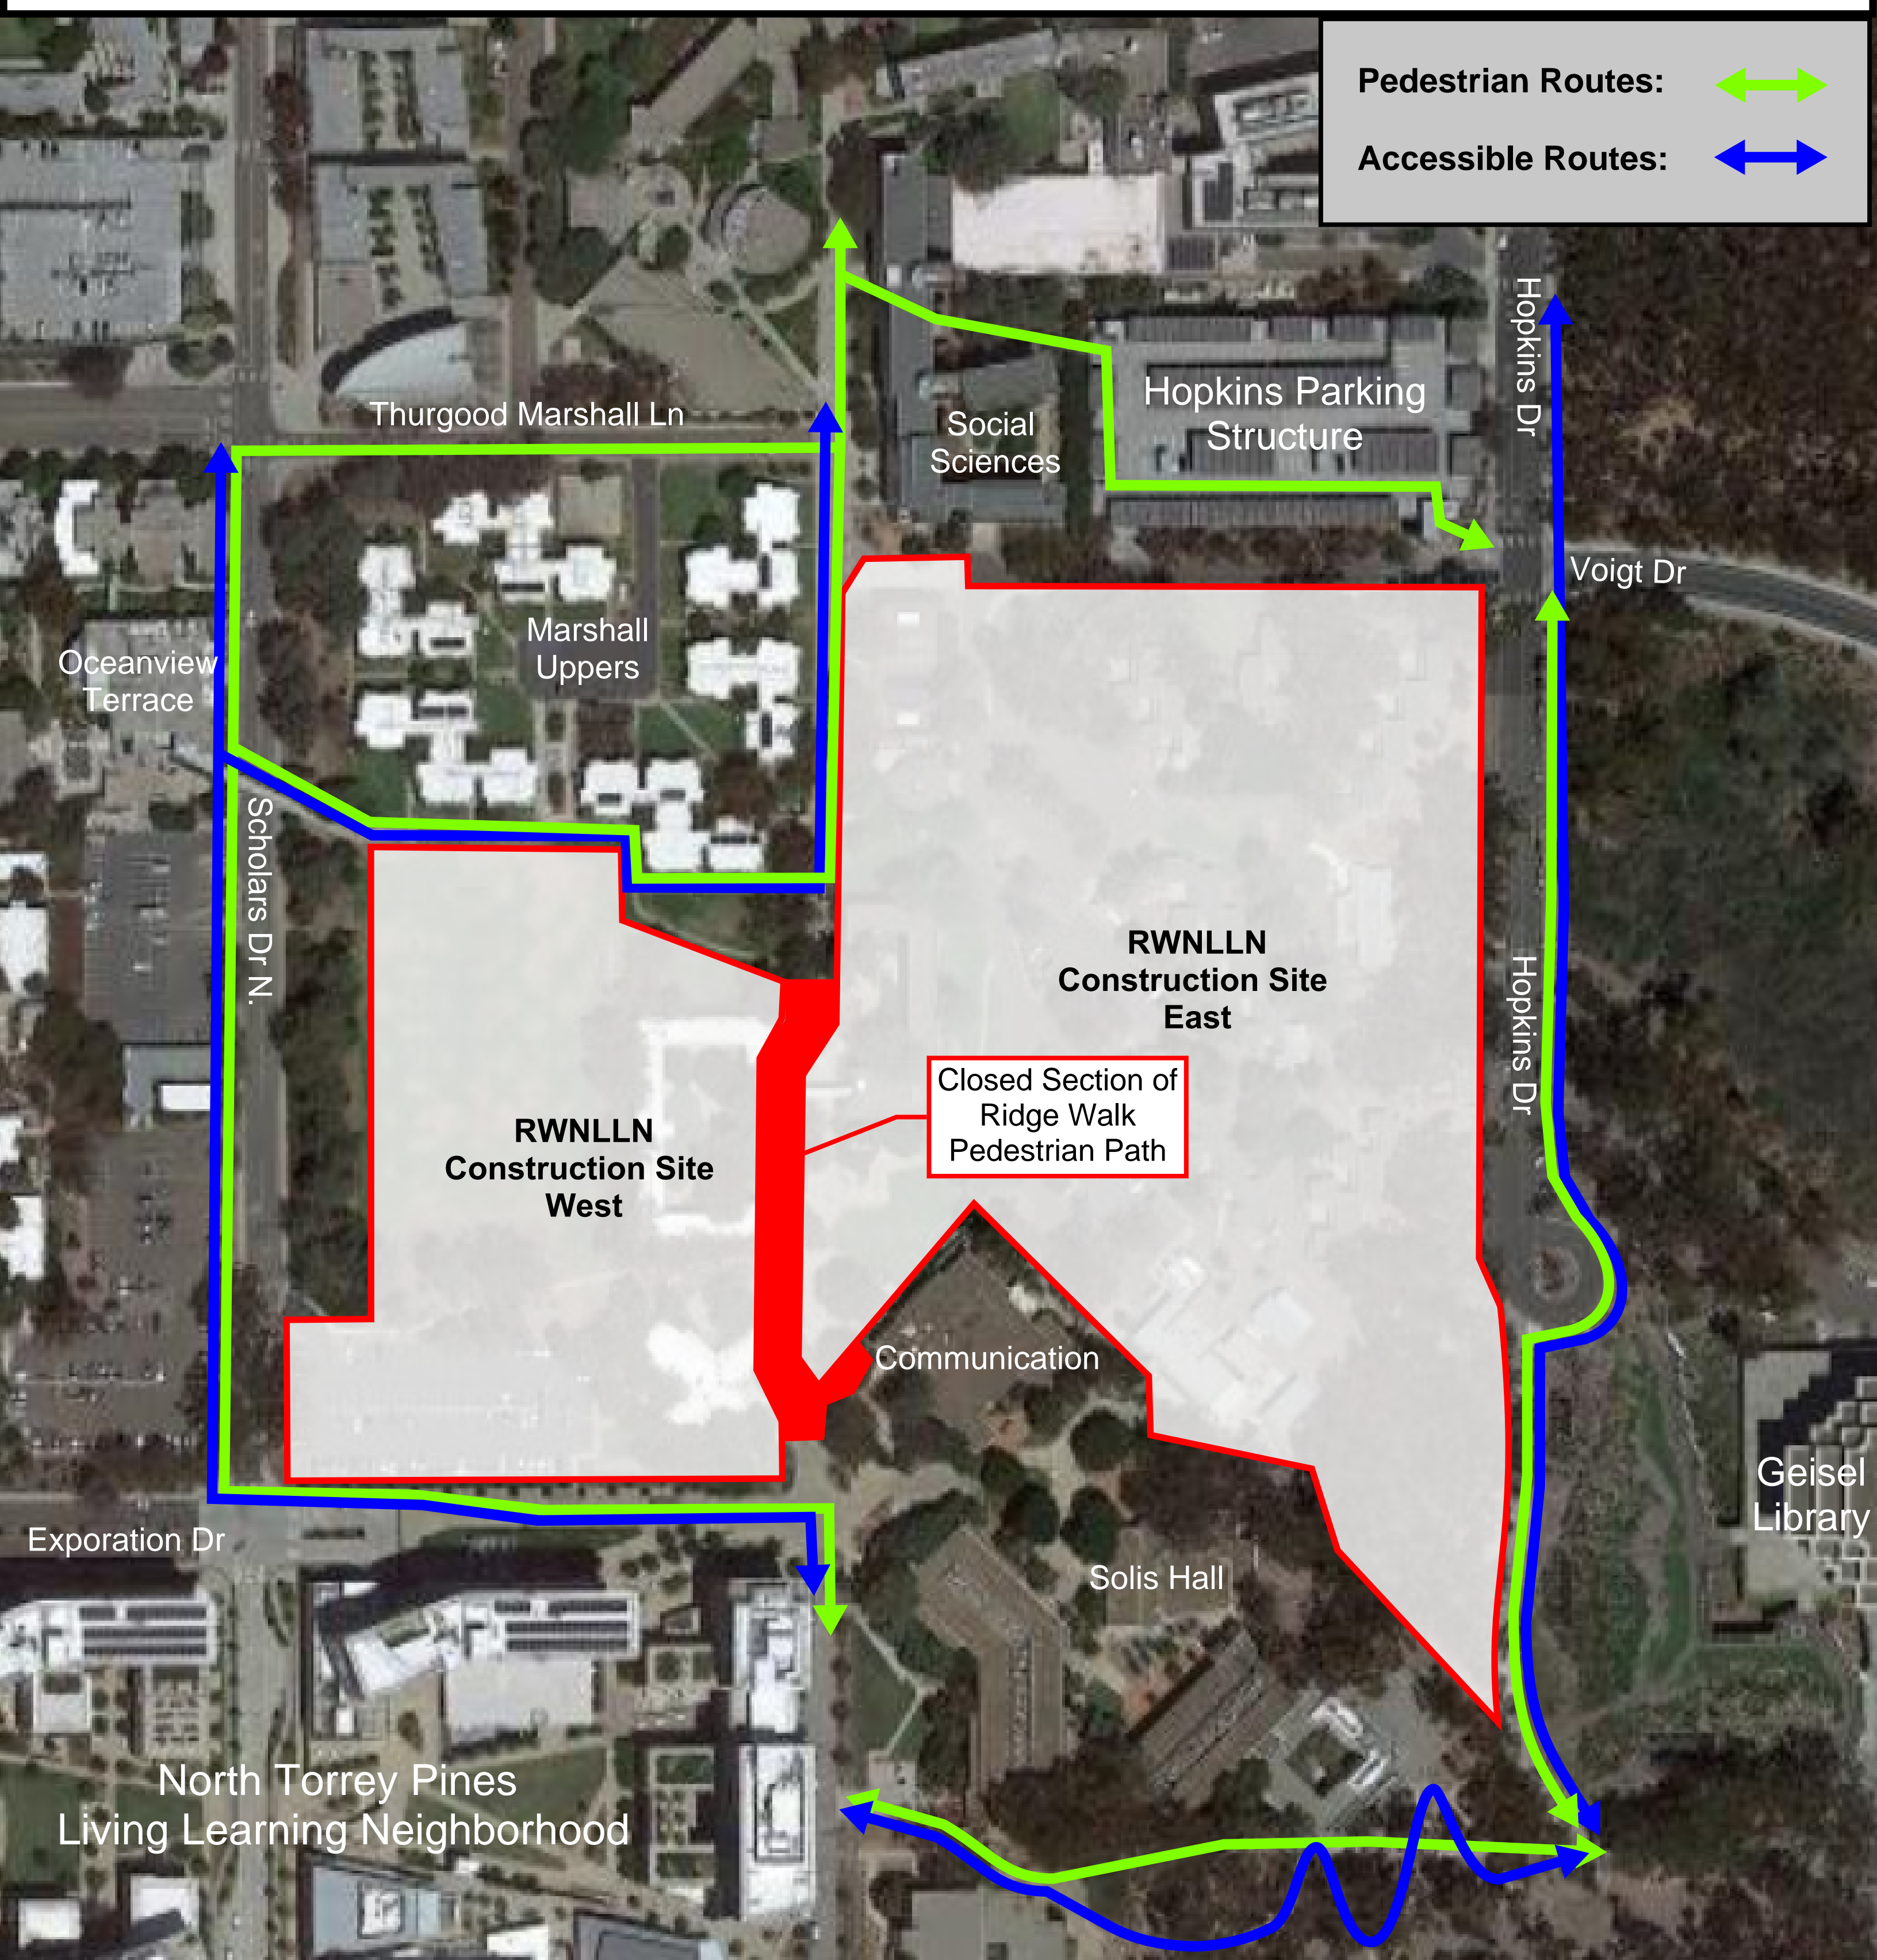 Pedestrian Routes:
Accessible Routes:
Hopkins Dr
Thurgood Marshall Ln
Hopkins Parking
Structure
Social
Sciences
Voigt Dr
Marshall
Uppers
Oceanview
Terrace
Scholars Dr N.
RWNLLN
Construction Site
East
Hopkins Dr
Closed Section of
Ridge Walk
Pedestrian Path
RWNLLN
Construction Site
West
Communication
Geisel
Library
Exporation Dr
Solis Hall
North Torrey Pines
Living Learning Neighborhood